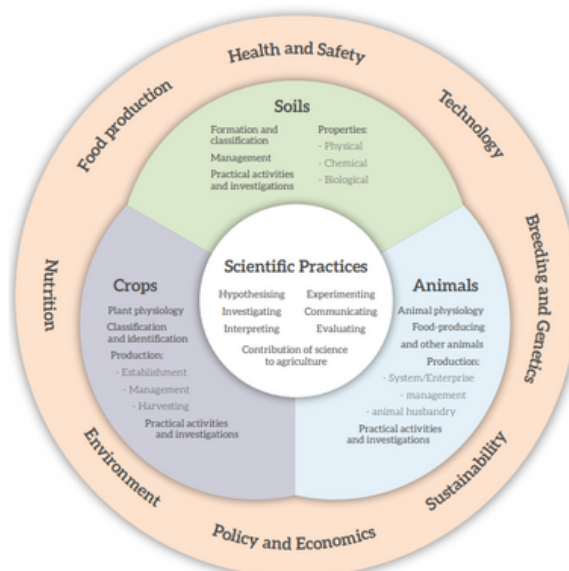 Health and Safety
Technology
Breeding and Genetics
Sustainability
Policy and Economics
Environment
Nutrition
Food production
Soils
Formation and
classification
Management
Practical activities
and investigations
Properties:
- Physical
- Chemical
- Biological
Scientific Practices
Hypothesising
Experimenting
Investigating
Communicating
Interpreting
Evaluating
Contribution of science
to agriculture
Crops
Plant physiology
Classification
and identification
Production:
- Establishment
- Management
- Harvesting
Practical activities
and investigations
Animals
Animal physiology
Food-producing
and other animals
Production:
- System/Enterprise
- management
- animal husbandry
Practical activities
and investigations